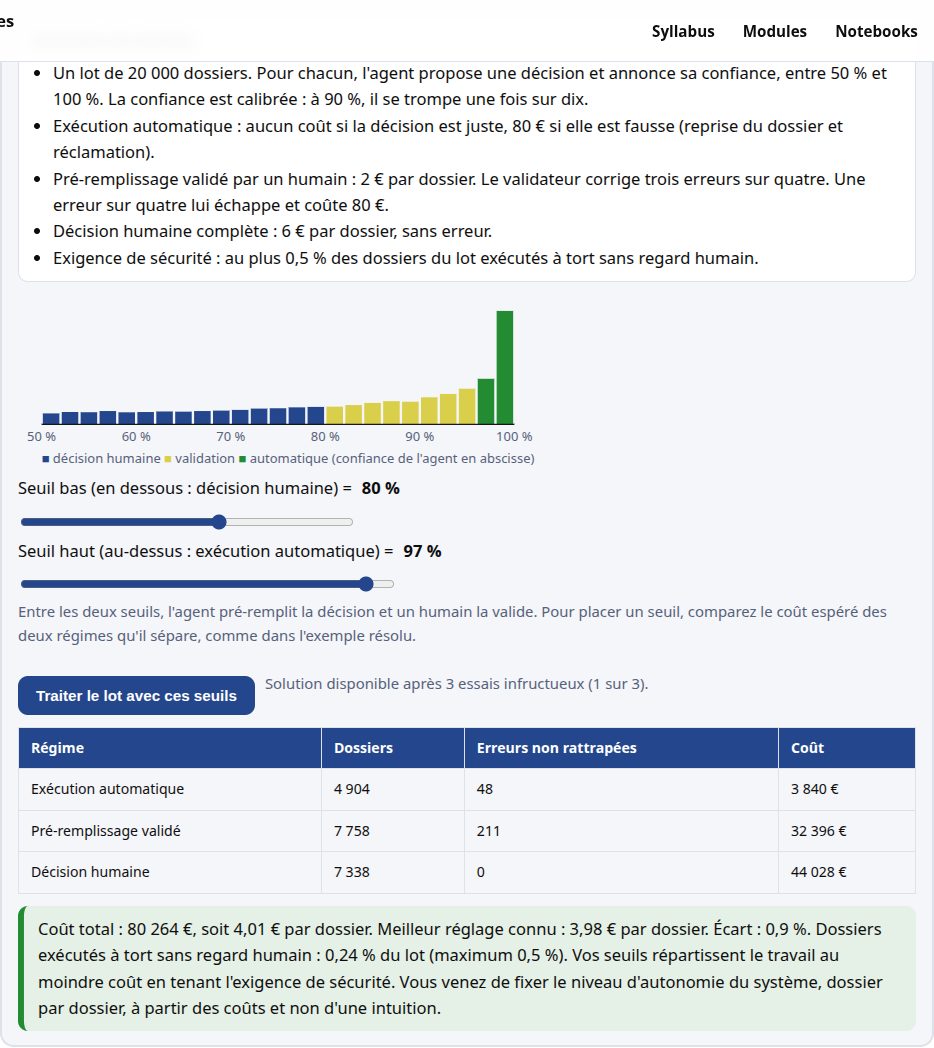 es
Syllabus Modules Notebooks
Un lot de 20 000 dossiers. Pour chacun, l'agent propose une décision et annonce sa confiance, entre 50 % et
100 %. La confiance est calibrée : à 90 %, il se trompe une fois sur dix.
Exécution automatique : aucun coût si la décision est juste, 80 € si elle est fausse (reprise du dossier et
réclamation).
Pré-remplissage validé par un humain : 2 € par dossier. Le validateur corrige trois erreurs sur quatre. Une
erreur sur quatre lui échappe et coûte 80 €.
Décision humaine complète : 6 € par dossier, sans erreur.
Exigence de sécurité : au plus 0,5 % des dossiers du lot exécutés à tort sans regard humain.
50 % 60 % 70 % 80 % 90 % 100 %
décision humaine validation automatique (confiance de l'agent en abscisse)
Seuil bas (en dessous : décision humaine) = 80 %
Seuil haut (au-dessus : exécution automatique) = 97 %
Entre les deux seuils, l'agent pré-remplit la décision et un humain la valide. Pour placer un seuil, comparez le coût espéré des
deux régimes qu'il sépare, comme dans l'exemple résolu.
Traiter le lot avec ces seuils Solution disponible après 3 essais infructueux (1 sur 3).
Régime Dossiers Erreurs non rattrapées Coût
Exécution automatique 4 904 48 3 840 €
Pré-remplissage validé 7 758 211 32 396 €
Décision humaine 7 338 0 44 028 €
Coût total : 80 264 €, soit 4,01 € par dossier. Meilleur réglage connu : 3,98 € par dossier. Écart : 0,9 %. Dossiers
exécutés à tort sans regard humain : 0,24 % du lot (maximum 0,5 %). Vos seuils répartissent le travail au
moindre coût en tenant l'exigence de sécurité. Vous venez de fixer le niveau d'autonomie du système, dossier
par dossier, à partir des coûts et non d'une intuition.